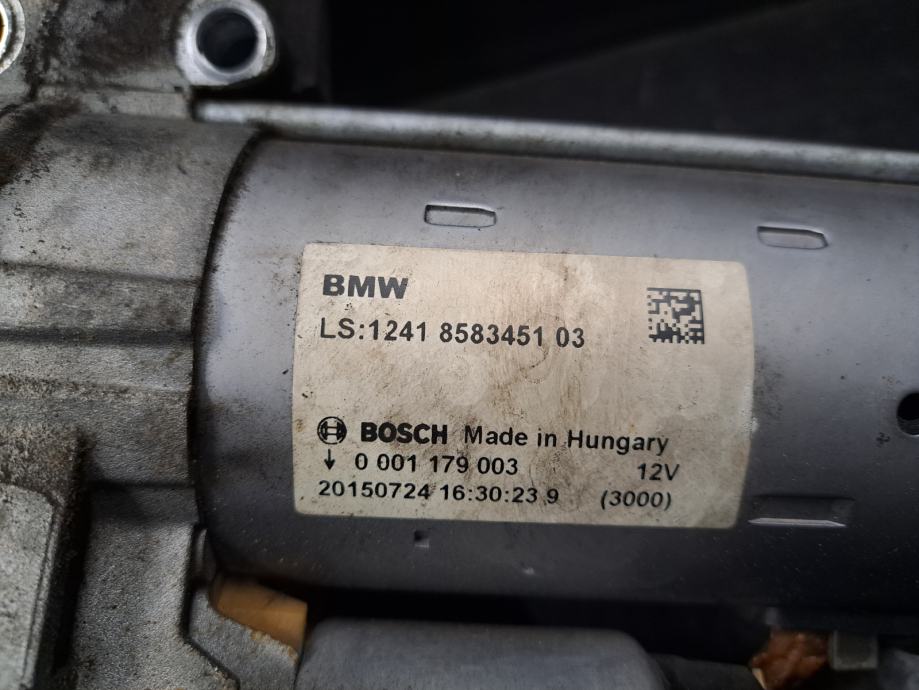 BMW
LS:1241 8583451 03
BOSCH Made in Hungary
0 001 179 003 12V
20150724 16:30:23 9 (3000)